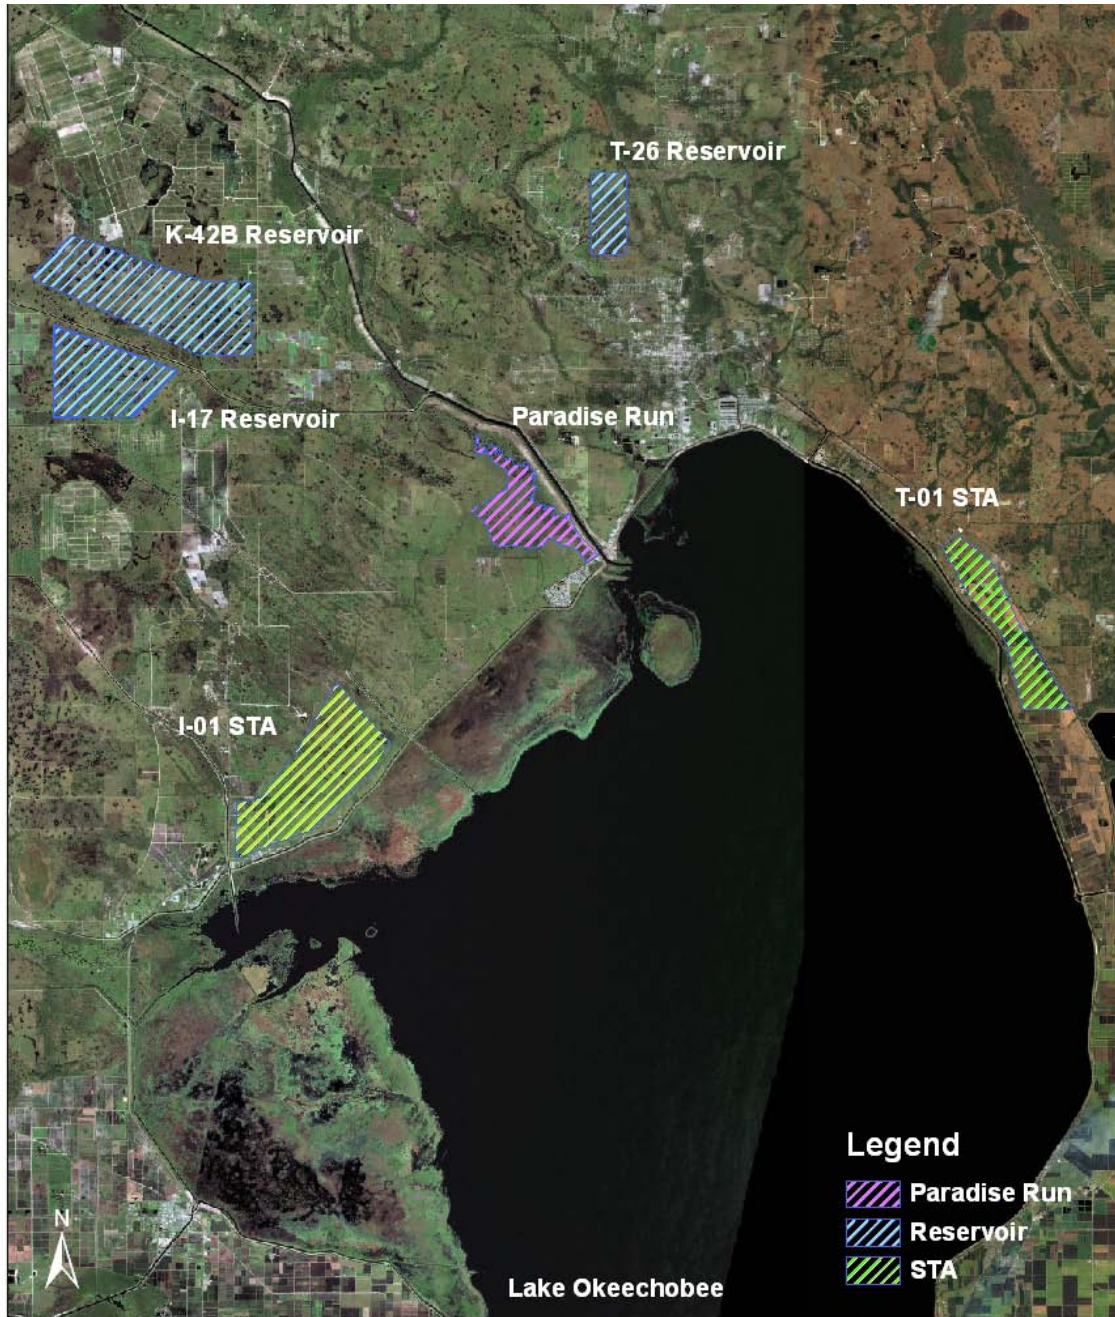 T-26 Reservoir
K-42B Reservoir
I-17 Reservoir
Paradise Run
T-01 STA
I-01 STA
Legend
Paradise Run
Reservoir
STA
N
Lake Okeechobee